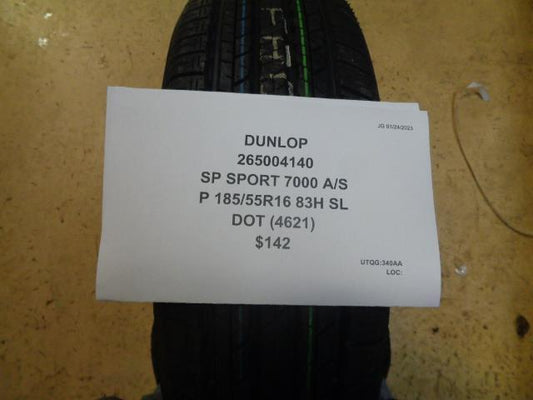 JG 01/24/2023
DUNLOP
265004140
SP SPORT 7000 A/S
P 185/55R16 83H SL
DOT (4621)
$142
UTQG:340AA
LOC: